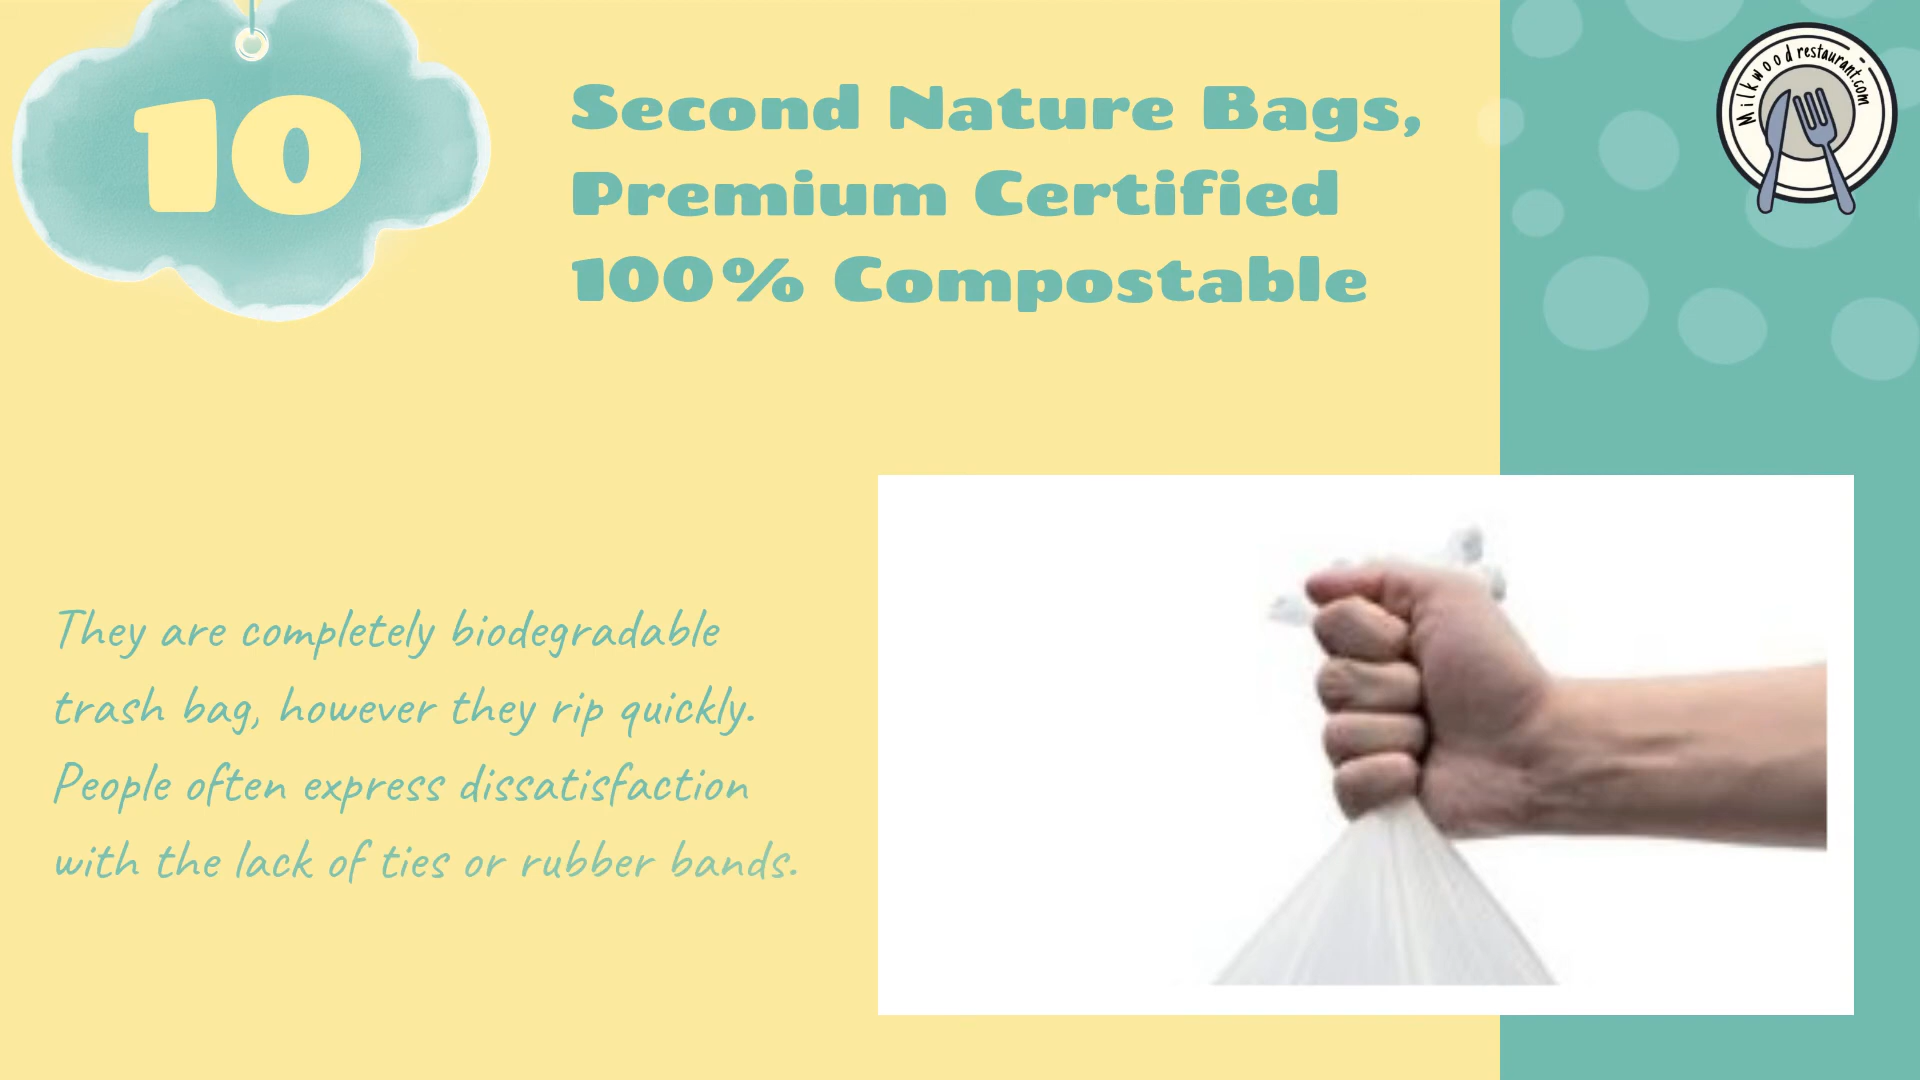 10
Second Nature Bags,
Premium Certified
100% Compostable
Milkwood restaurant.com
They are completely biodegradable
trash bag, however they rip quickly.
People often express dissatisfaction
with the lack of ties or rubber bands.